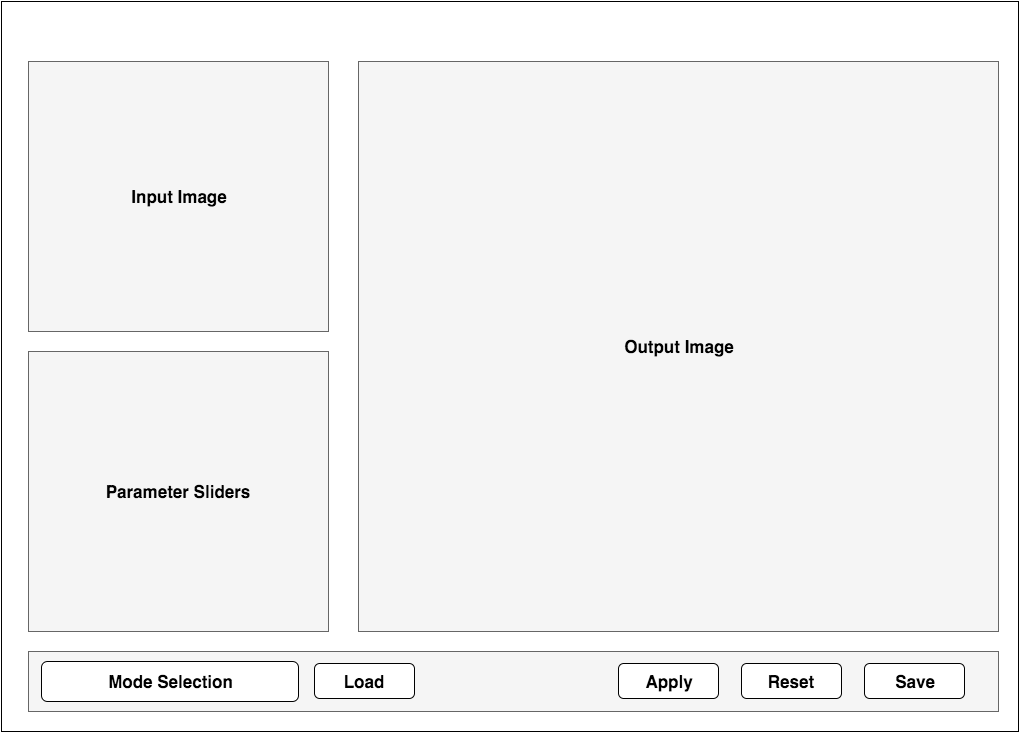 Input Image
Output Image
Parameter Sliders
Mode Selection
Load
Apply
Reset
Save